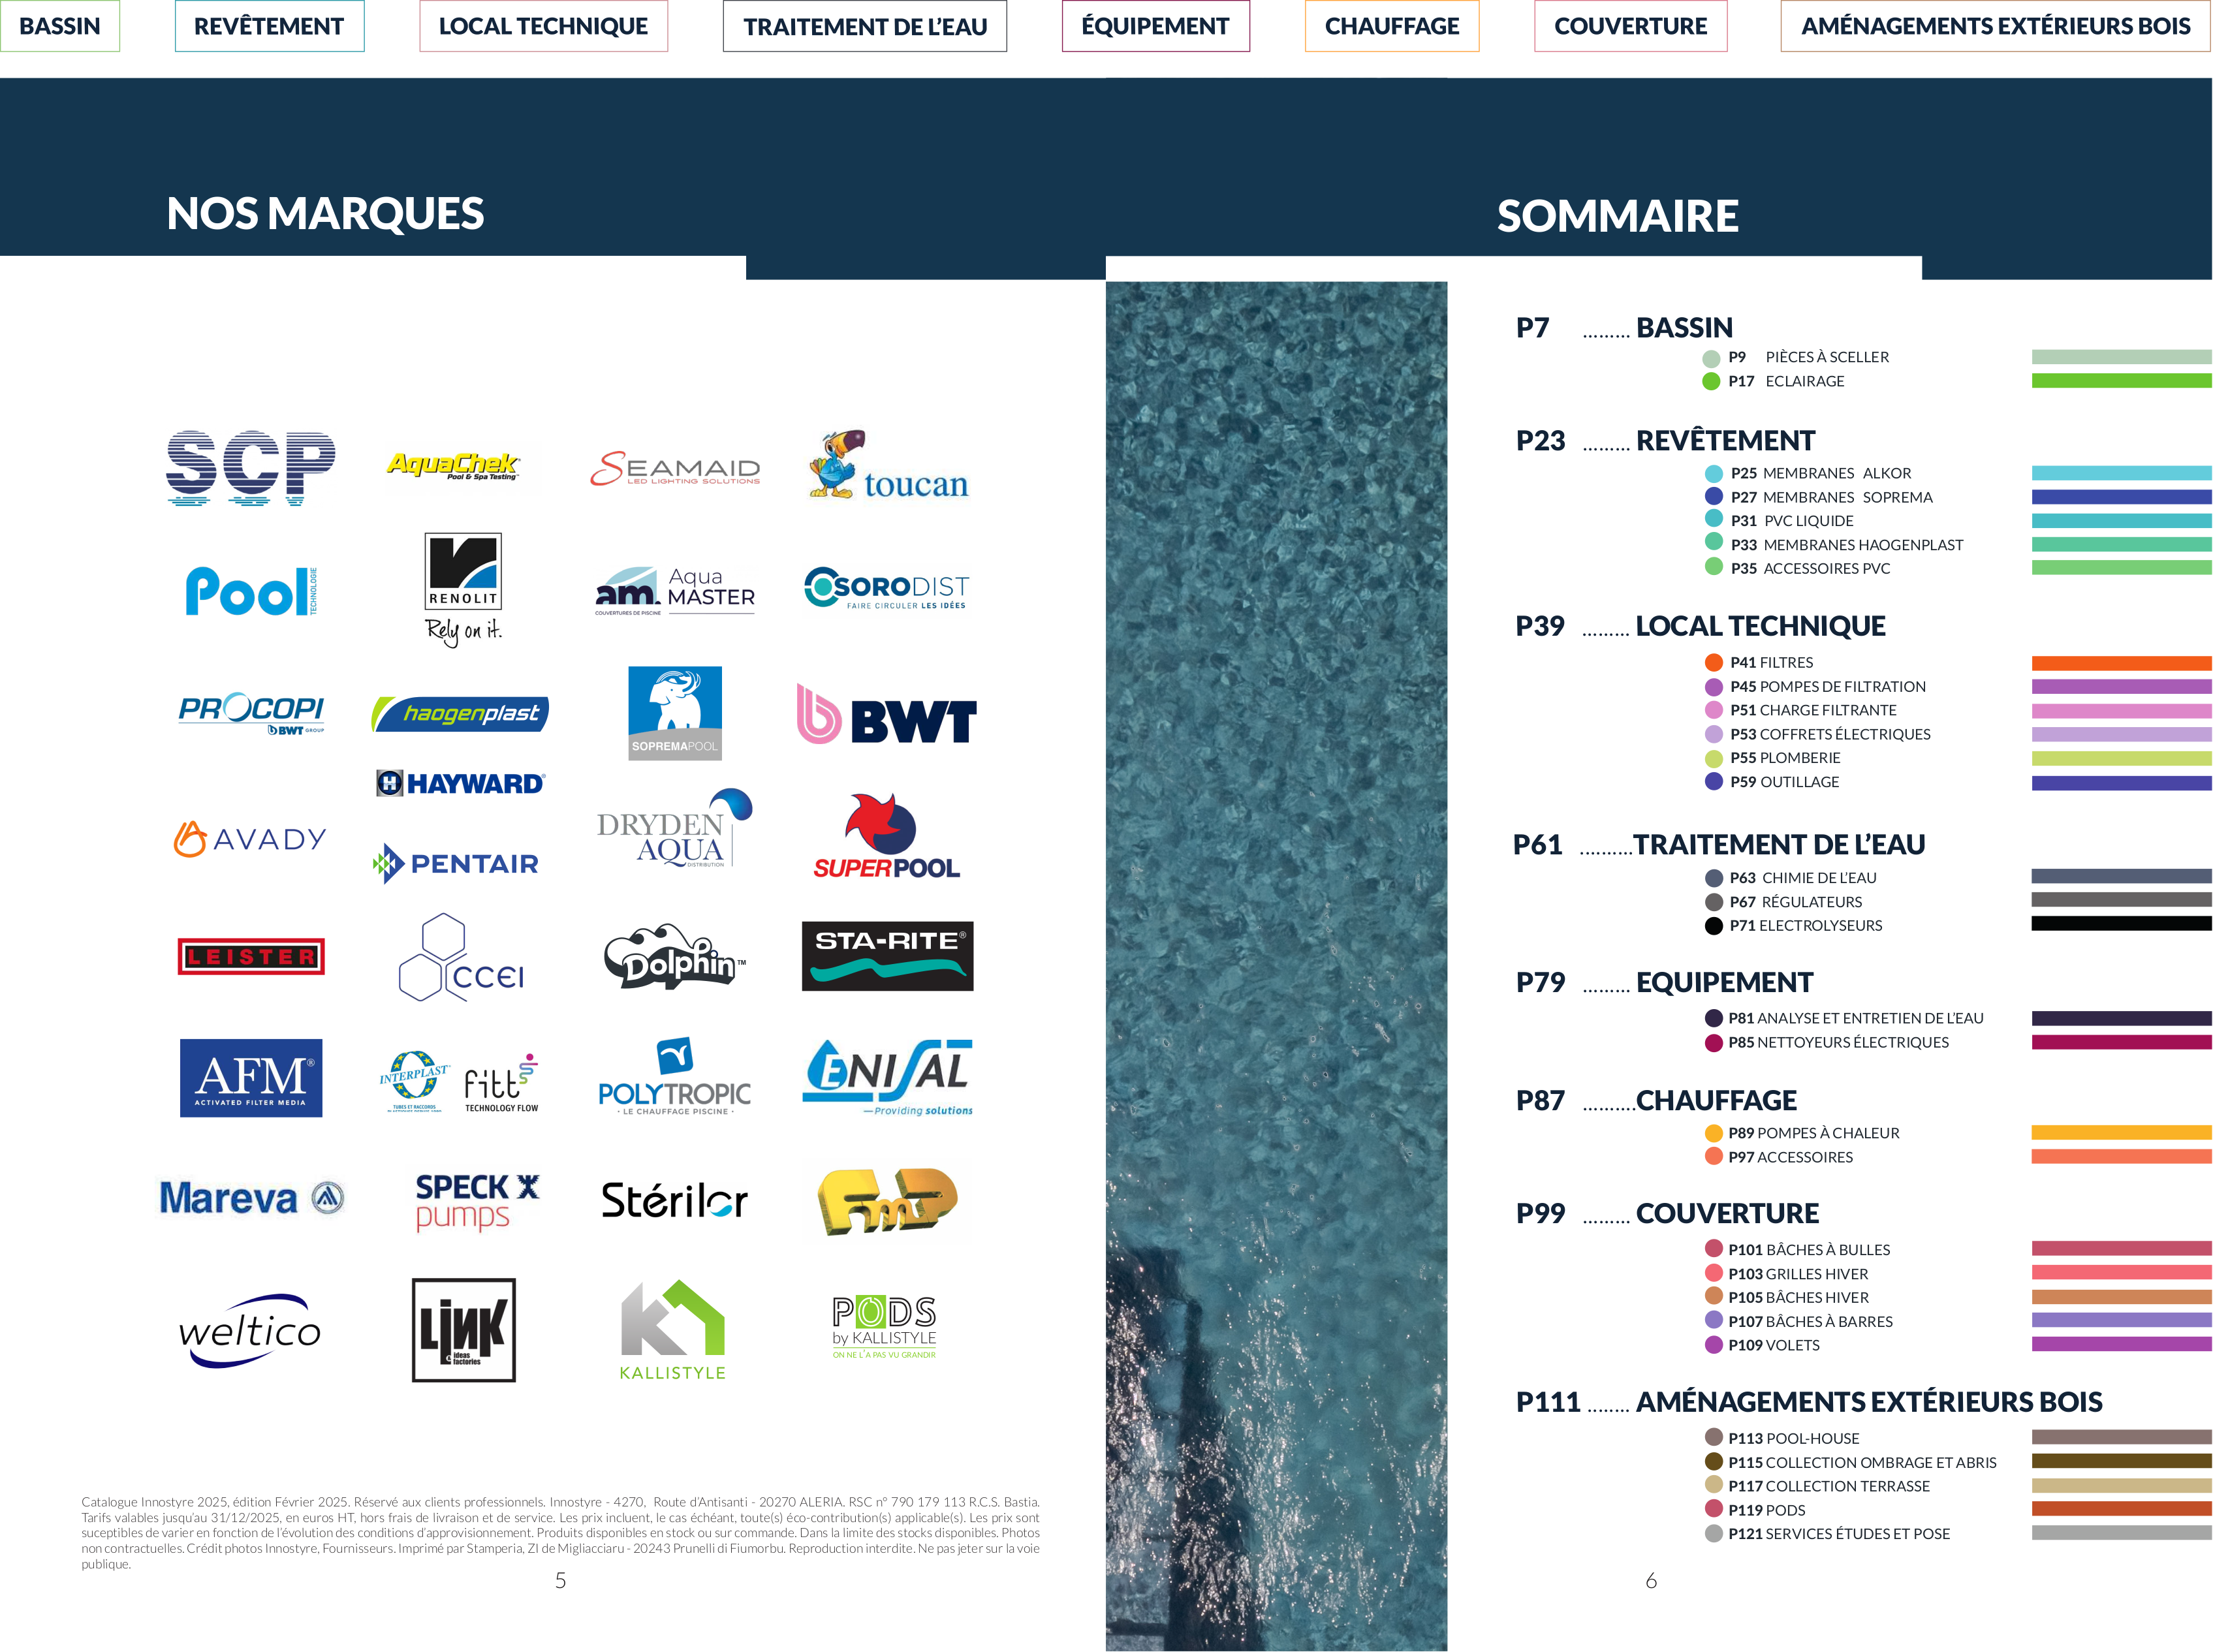 BASSIN
REVÊTEMENT
LOCAL TECHNIQUE
TRAITEMENT DE L'EAU
ÉQUIPEMENT
CHAUFFAGE
COUVERTURE
AMÉNAGEMENTS EXTÉRIEURS BOIS
NOS MARQUES
SCP
AquaChek
Pool & Spa Testing
SEAMAID
LED LIGHTING SOLUTIONS
toucan
Pool TECHNOLOGIE
RENOLIT
Rely on it.
am. Aqua MASTER
COUVERTURES DE PISCINE
SORODIST
FAIRE CIRCULER LES IDÉES
PROCOPI
BWT GROUP
haogenplast
SOPREMAPOOL
BWT
HAYWARD
AVADY
PENTAIR
DRYDEN
AQUA
DISTRIBUTION
SUPERPOOL
LEISTER
CCEI
Dolphin™
STA-RITE®
AFM®
ACTIVATED FILTER MEDIA
INTERPLAST
TUBES ET RACCORDS
fitt
TECHNOLOGY FLOW
POLYTROPIC
· LE CHAUFFAGE PISCINE ·
ENISAL
—Providing solutions
Mareva
SPECK
pumps
Stérilor
FmP
weltico
LiNK
ideas
factories
KALLISTYLE
PODS
by KALLISTYLE
ON NE L'A PAS VU GRANDIR
Catalogue Innostyre 2025, édition Février 2025. Réservé aux clients professionnels. Innostyre - 4270, Route d'Antisanti - 20270 ALERIA. RSC n° 790 179 113 R.C.S. Bastia.
Tarifs valables jusqu'au 31/12/2025, en euros HT, hors frais de livraison et de service. Les prix incluent, le cas échéant, toute(s) éco-contribution(s) applicable(s). Les prix sont
suceptibles de varier en fonction de l'évolution des conditions d'approvisionnement. Produits disponibles en stock ou sur commande. Dans la limite des stocks disponibles. Photos
non contractuelles. Crédit photos Innostyre, Fournisseurs. Imprimé par Stamperia, ZI de Migliacciaru - 20243 Prunelli di Fiumorbu. Reproduction interdite. Ne pas jeter sur la voie
publique.
5
SOMMAIRE
P7 ......... BASSIN
P9 PIÈCES À SCELLER
P17 ECLAIRAGE
P23 ......... REVÊTEMENT
P25 MEMBRANES ALKOR
P27 MEMBRANES SOPREMA
P31 PVC LIQUIDE
P33 MEMBRANES HAOGENPLAST
P35 ACCESSOIRES PVC
P39 ......... LOCAL TECHNIQUE
P41 FILTRES
P45 POMPES DE FILTRATION
P51 CHARGE FILTRANTE
P53 COFFRETS ÉLECTRIQUES
P55 PLOMBERIE
P59 OUTILLAGE
P61 ..........TRAITEMENT DE L'EAU
P63 CHIMIE DE L'EAU
P67 RÉGULATEURS
P71 ELECTROLYSEURS
P79 ......... EQUIPEMENT
P81 ANALYSE ET ENTRETIEN DE L'EAU
P85 NETTOYEURS ÉLECTRIQUES
P87 ..........CHAUFFAGE
P89 POMPES À CHALEUR
P97 ACCESSOIRES
P99 ......... COUVERTURE
P101 BÂCHES À BULLES
P103 GRILLES HIVER
P105 BÂCHES HIVER
P107 BÂCHES À BARRES
P109 VOLETS
P111 ........ AMÉNAGEMENTS EXTÉRIEURS BOIS
P113 POOL-HOUSE
P115 COLLECTION OMBRAGE ET ABRIS
P117 COLLECTION TERRASSE
P119 PODS
P121 SERVICES ÉTUDES ET POSE
6